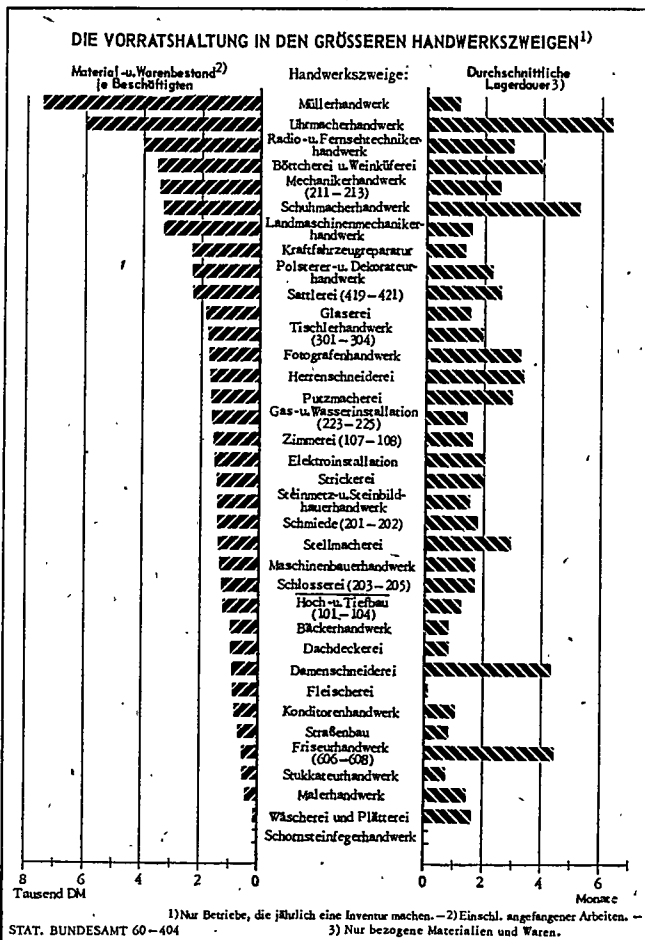 DIE VORRATSHALTUNG IN DEN GRÖSSEREN HANDWERKSZWEIGEN1)
Material-u.Warenbestand2)
je Beschäftigten
Handwerkszweige:
Durchschnittliche
Lagerdauer3)
Müllerhandwerk
Uhrmacherhandwerk
Radio-u.Fernsehtechniker-
handwerk
Böttcherei u.Weinküferei
Mechanikerhandwerk
(211-213)
Schuhmacherhandwerk
Landmaschinenmechaniker-
handwerk
Kraftfahrzeugreparatur
Polsterer-u. Dekorateur-
handwerk
Sattlerei (419-421)
Glaserei
Tischlerhandwerk
(301-304)
Fotografenhandwerk
Herrenschneiderei
Putzmacherei
Gas-u.Wasserinstallation
(223-225)
Zimmerei (107-108)
Elektroinstallation
Strickerei
Steinmetz-u.Steinbild-
hauerhandwerk
Schmiede (201-202)
Stellmacherei
Maschinenbauerhandwerk
Schlosserei (203-205)
Hoch-u.Tiefbau
(101-104)
Bäckerhandwerk
Dachdeckerei
Damenschneiderei
Fleischerei
Konditorenhandwerk
Straßenbau
Friseurhandwerk
(606-608)
Stukkateurhandwerk
Malerhandwerk
Wäscherei und Plätterei
Schornsteinfegerhandwerk
8 6 4 2 0 0 2 4 6
Tausend DM
Monate
1)Nur Betriebe, die jährlich eine Inventur machen.-2)Einschl. angefangener Arbeiten. -
STAT. BUNDESAMT 60-404
3) Nur bezogene Materialien und Waren.